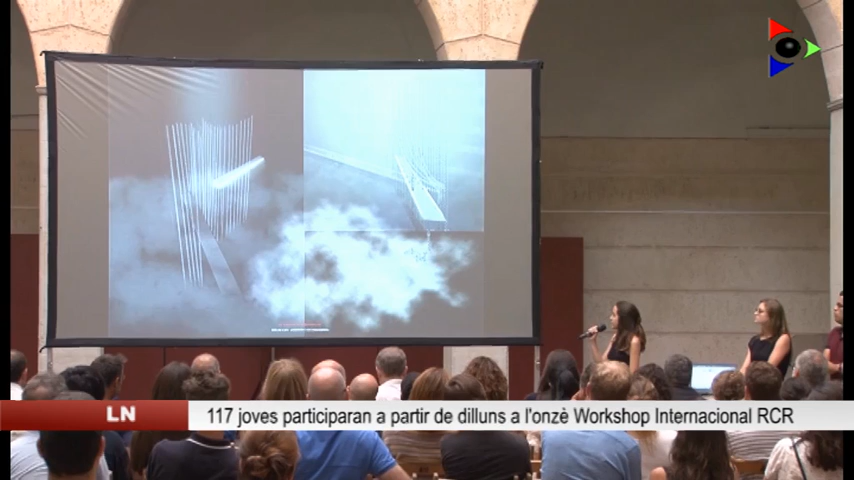 LN 117 joves participaran a partir de dilluns a l'onzè Workshop Internacional RCR